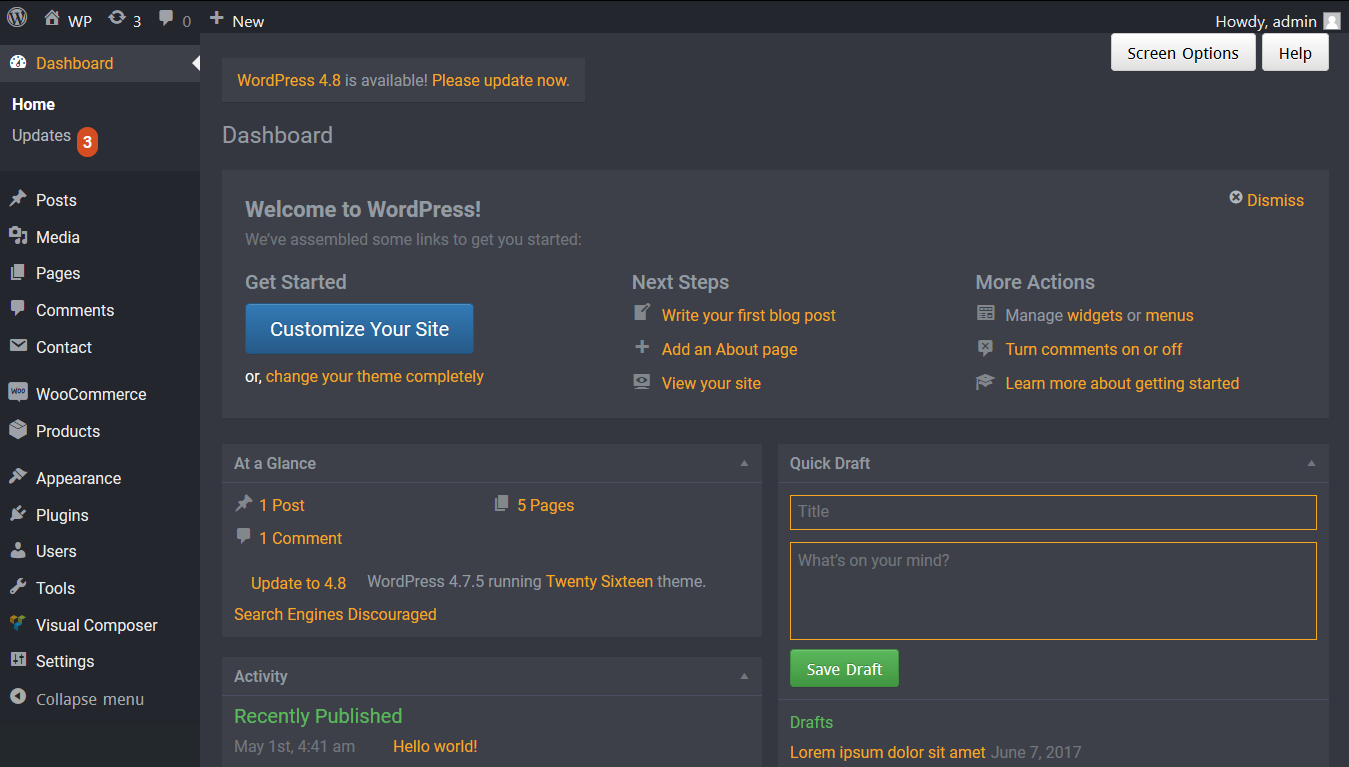 WP 3 0 New
Howdy, admin
Screen Options Help
Dashboard
Home
Updates 3
Posts
Media
Pages
Comments
Contact
WooCommerce
Products
Appearance
Plugins
Users
Tools
Visual Composer
Settings
Collapse menu
WordPress 4.8 is available! Please update now.
Dashboard
Welcome to WordPress!
Dismiss
We've assembled some links to get you started:
Get Started
Customize Your Site
or, change your theme completely
Next Steps
Write your first blog post
Add an About page
View your site
More Actions
Manage widgets or menus
Turn comments on or off
Learn more about getting started
At a Glance
1 Post
5 Pages
1 Comment
Update to 4.8 WordPress 4.7.5 running Twenty Sixteen theme.
Search Engines Discouraged
Activity
Recently Published
May 1st, 4:41 am Hello world!
Quick Draft
Title
What's on your mind?
Save Draft
Drafts
Lorem ipsum dolor sit amet June 7, 2017